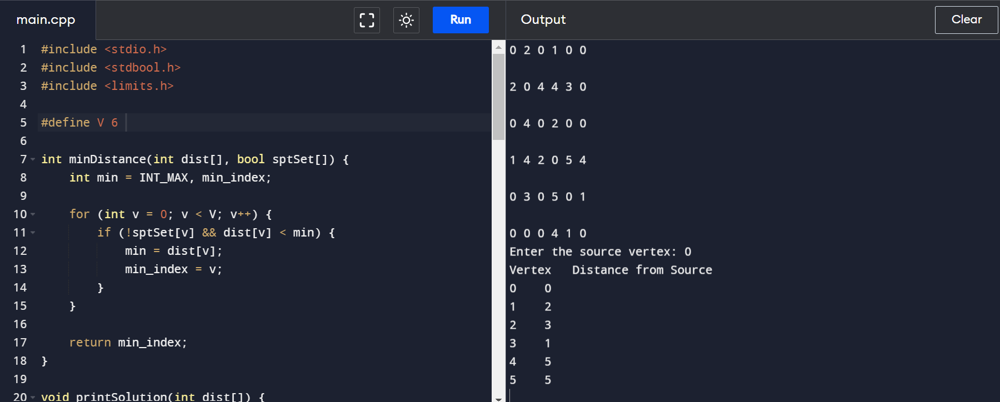 main.cpp
Run
Output
Clear
1 #include <stdio.h>
2 #include <stdbool.h>
3 #include <limits.h>
4
5 #define V 6
6
7 int minDistance(int dist[], bool sptSet[]) {
8 int min = INT_MAX, min_index;
9
10 for (int v = 0; v < V; v++) {
11 if (!sptSet[v] && dist[v] < min) {
12 min = dist[v];
13 min_index = v;
14 }
15 }
16
17 return min_index;
18 }
19
20 void printSolution(int dist[]) {
0 2 0 1 0 0
2 0 4 4 3 0
0 4 0 2 0 0
1 4 2 0 5 4
0 3 0 5 0 1
0 0 0 4 1 0
Enter the source vertex: 0
Vertex Distance from Source
0 0
1 2
2 3
3 1
4 5
5 5